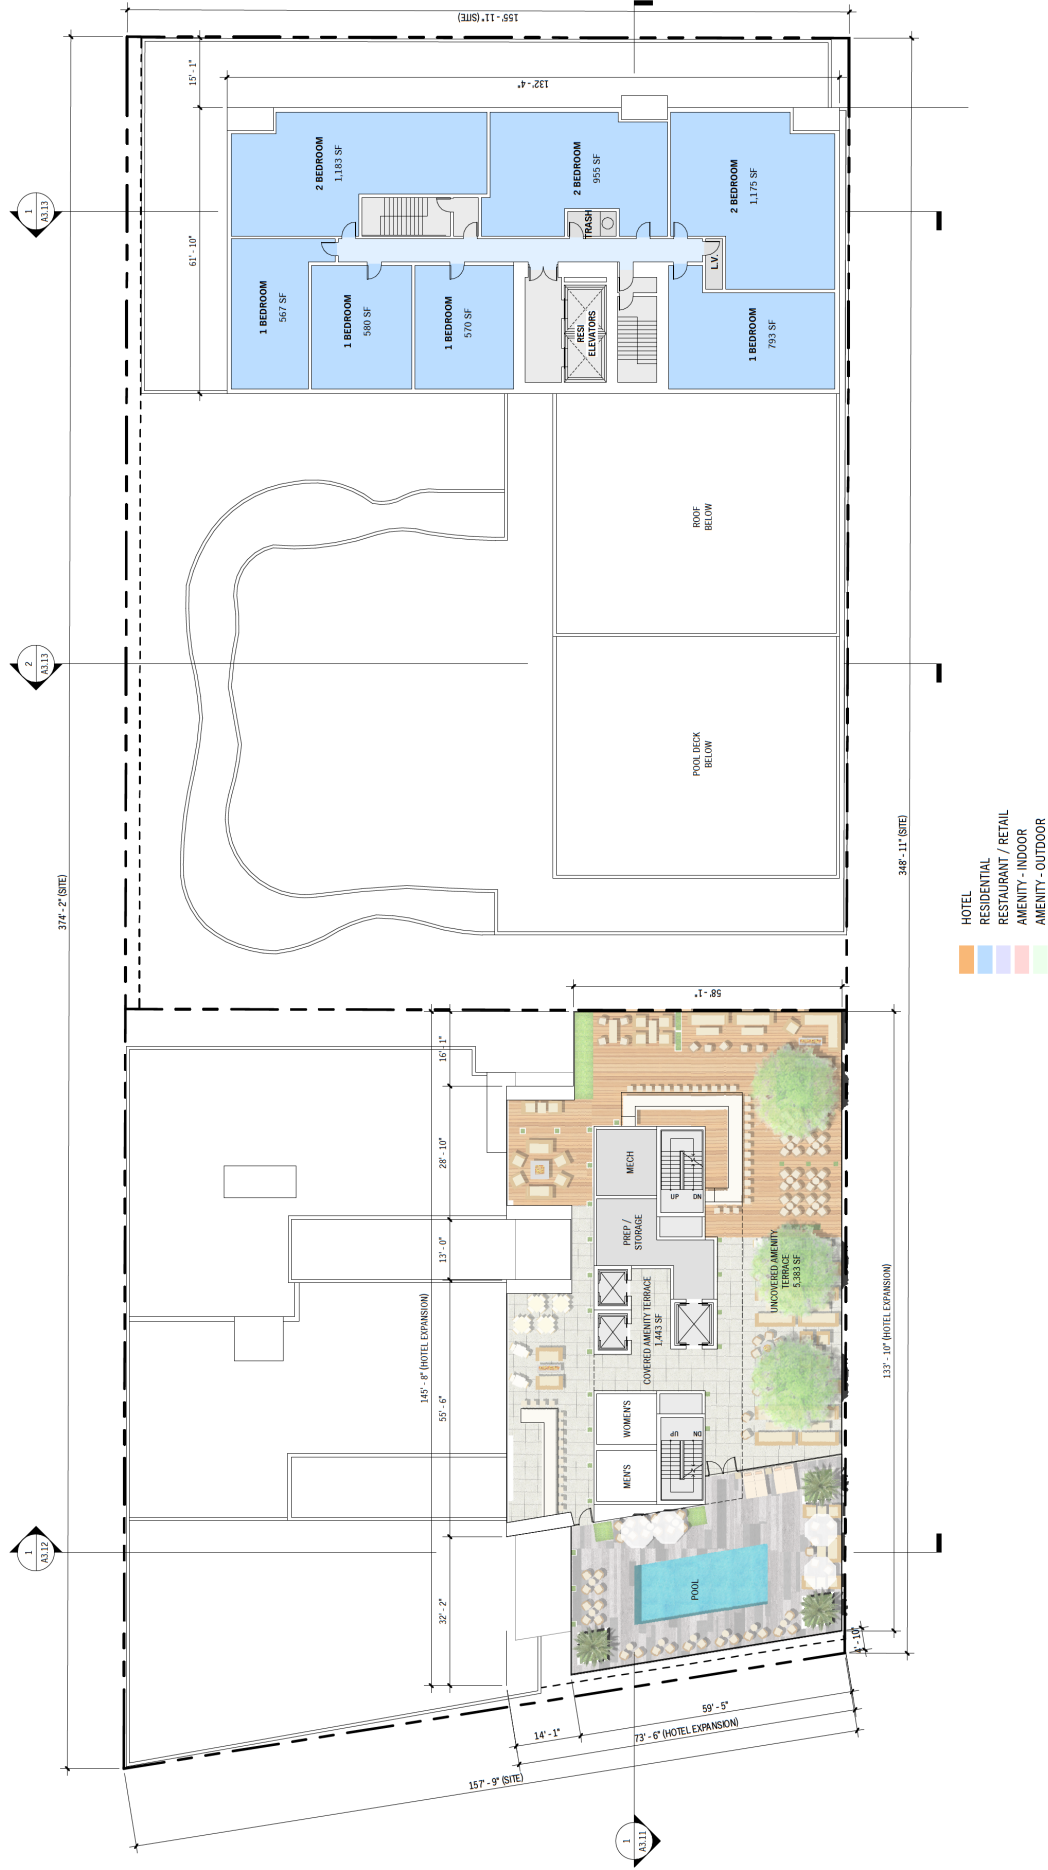 155' - 11" (SITE)
15' - 1"
132' - 4"
1
A3.13
61' - 10"
2 BEDROOM
1,183 SF
2 BEDROOM
955 SF
2 BEDROOM
1,175 SF
TRASH
L.V.
1 BEDROOM
567 SF
1 BEDROOM
580 SF
1 BEDROOM
570 SF
RESI
ELEVATORS
1 BEDROOM
793 SF
ROOF
BELOW
2
A3.13
POOL DECK
BELOW
374' - 2" (SITE)
348' - 11" (SITE)
HOTEL
RESIDENTIAL
RESTAURANT / RETAIL
AMENITY - INDOOR
AMENITY - OUTDOOR
58' - 1"
16' - 1"
28' - 10"
13' - 0"
145' - 8" (HOTEL EXPANSION)
55' - 6"
32' - 2"
MECH
UP
DN
PREP /
STORAGE
COVERED AMENITY TERRACE
1,443 SF
UNCOVERED AMENITY
TERRACE
5,383 SF
133' - 10" (HOTEL EXPANSION)
WOMEN'S
MEN'S
UP
DN
POOL
1
A3.12
4' - 10"
14' - 1"
59' - 5"
73' - 6" (HOTEL EXPANSION)
157' - 9" (SITE)
1
A3.11